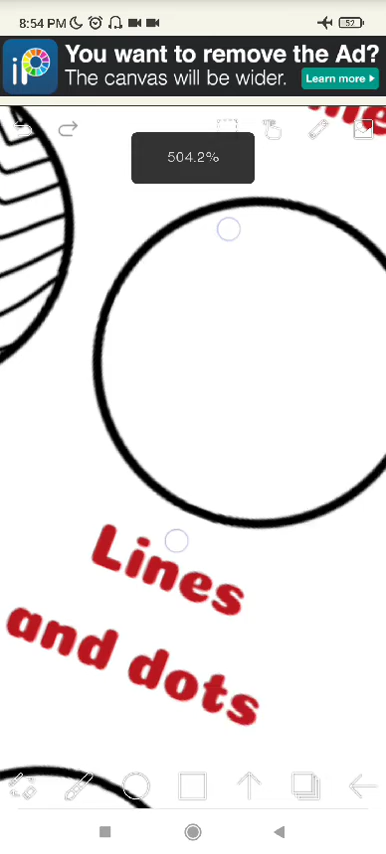 8:54 PM
52
You want to remove the Ad?
The canvas will be wider.
Learn more
504.2%
Lines
and dots